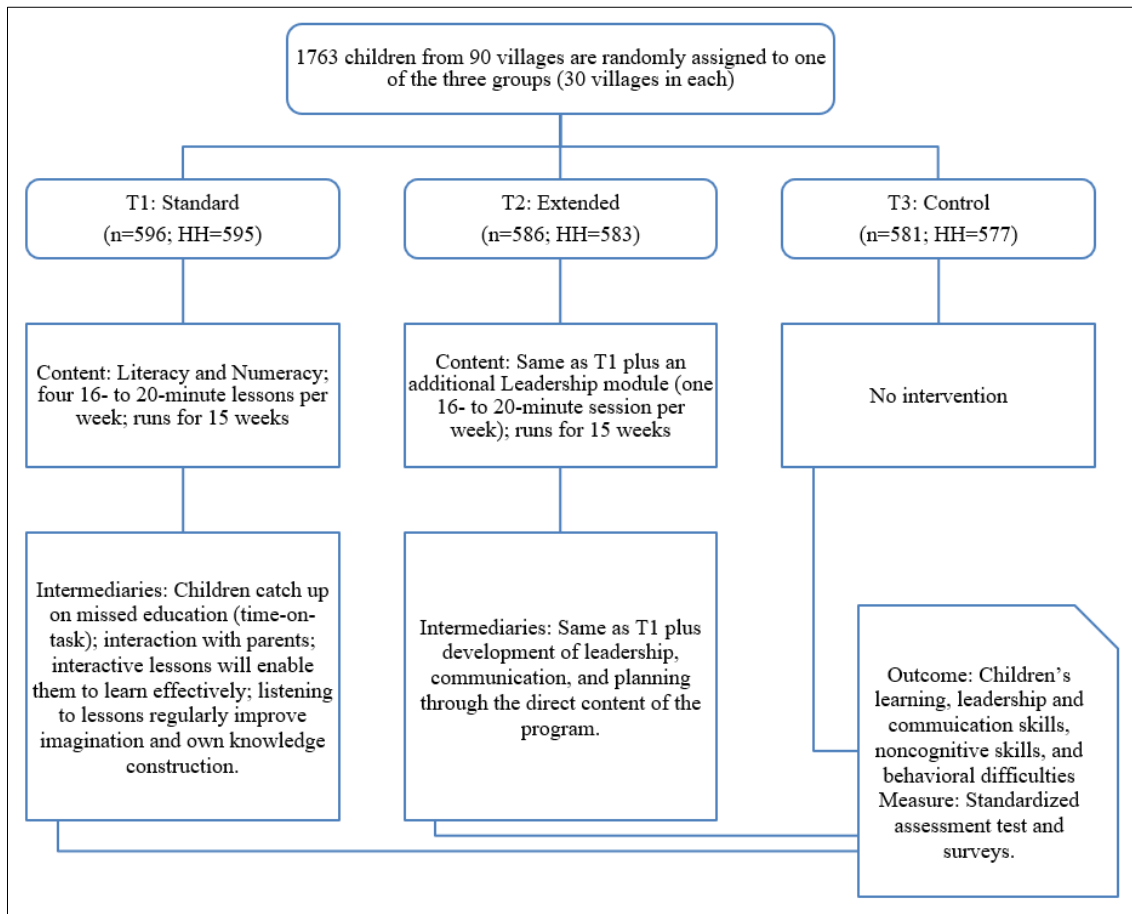 1763 children from 90 villages are randomly assigned to one
of the three groups (30 villages in each)
T1: Standard
(n=596; HH=595)
T2: Extended
(n=586; HH=583)
T3: Control
(n=581; HH=577)
Content: Literacy and Numeracy;
four 16- to 20-minute lessons per
week; runs for 15 weeks
Content: Same as T1 plus an
additional Leadership module (one
16- to 20-minute session per
week); runs for 15 weeks
No intervention
Intermediaries: Children catch up
on missed education (time-on-
task); interaction with parents;
interactive lessons will enable
them to learn effectively; listening
to lessons regularly improve
imagination and own knowledge
construction.
Intermediaries: Same as T1 plus
development of leadership,
communication, and planning
through the direct content of the
program.
Outcome: Children’s
learning, leadership and
commuication skills,
noncognitive skills, and
behavioral difficulties
Measure: Standardized
assessment test and
surveys.